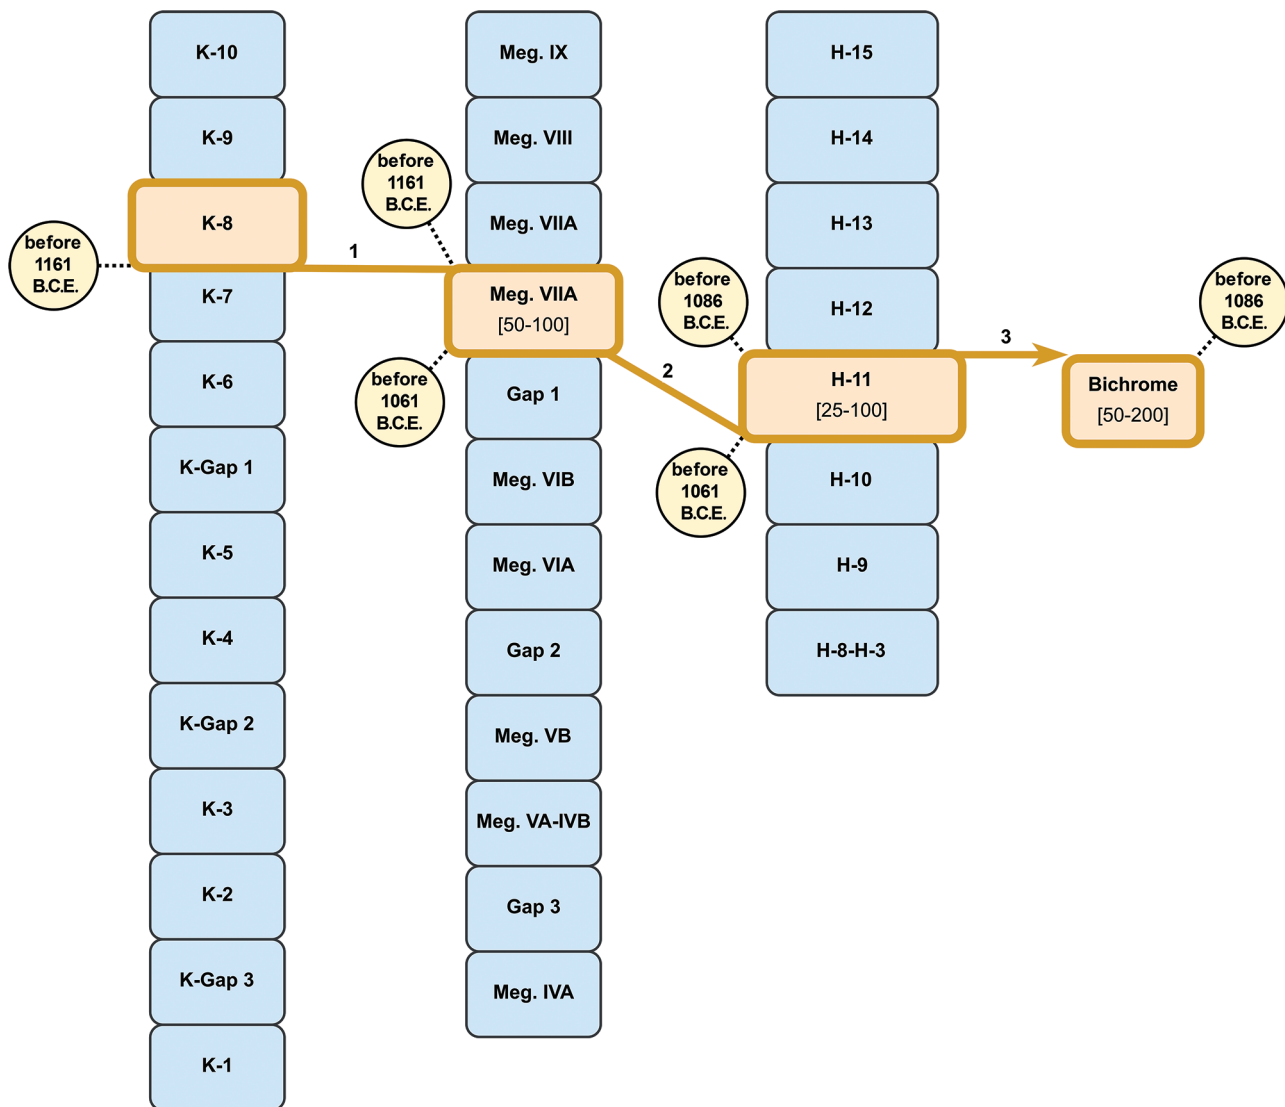 K-10
K-9
K-8
before
1161
B.C.E.
K-7
K-6
K-Gap 1
K-5
K-4
K-Gap 2
K-3
K-2
K-Gap 3
K-1
1
Meg. IX
Meg. VIII
before
1161
B.C.E.
Meg. VIIA
Meg. VIIA
[50-100]
before
1061
B.C.E.
Gap 1
Meg. VIB
Meg. VIA
Gap 2
Meg. VB
Meg. VA-IVB
Gap 3
Meg. IVA
2
H-15
H-14
H-13
H-12
before
1086
B.C.E.
H-11
[25-100]
before
1061
B.C.E.
H-10
H-9
H-8-H-3
3
before
1086
B.C.E.
Bichrome
[50-200]